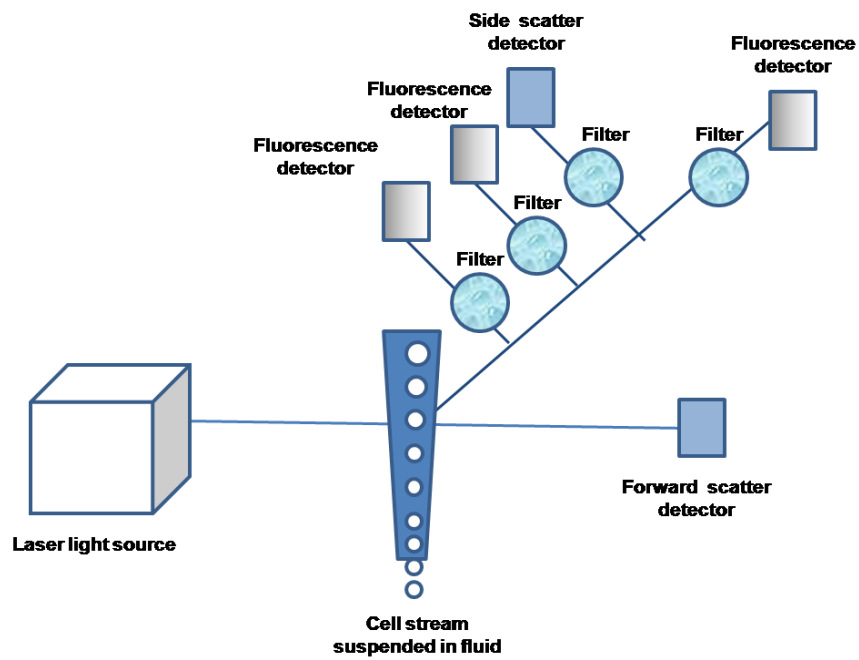 Side scatter
detector
Fluorescence
detector
Fluorescence
detector
Fluorescence
detector
Filter
Filter
Filter
Filter
Laser light source
Forward scatter
detector
Cell stream
suspended in fluid